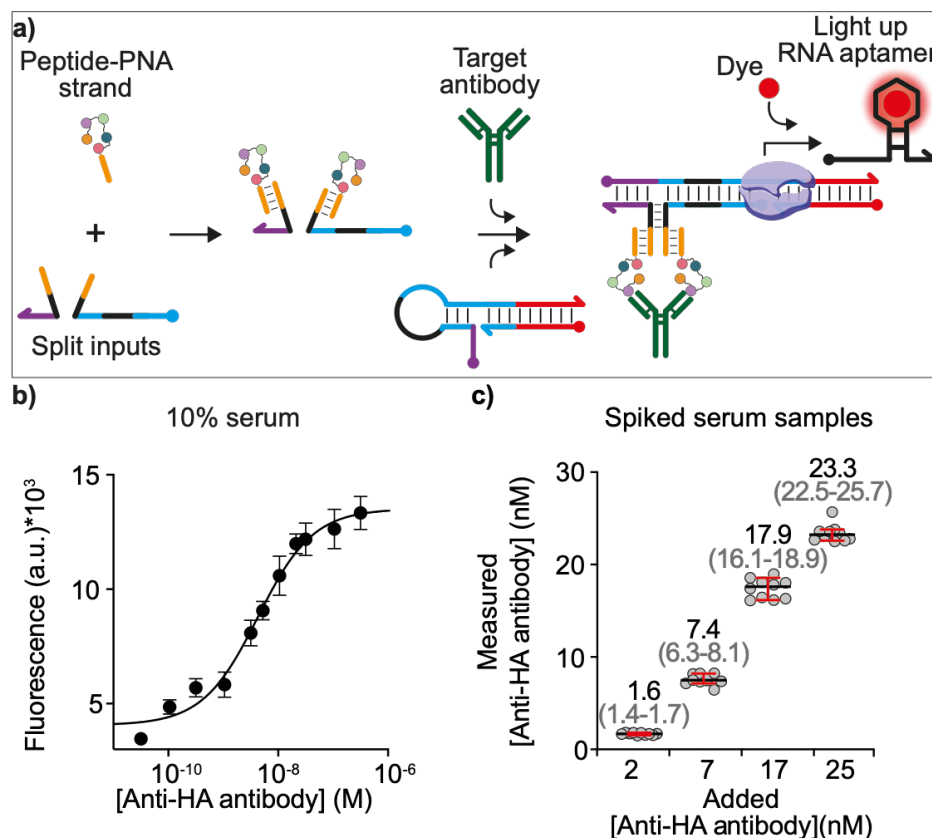 a)
Peptide-PNA
strand
+
Split inputs
Target
antibody
Dye
Light up
RNA aptamer
b)
10% serum
Fluorescence (a.u.)*10³
15
10
5
10⁻¹⁰
10⁻⁸
10⁻⁶
[Anti-HA antibody] (M)
c)
Spiked serum samples
Measured
[Anti-HA antibody] (nM)
30
20
10
0
1.6
(1.4-1.7)
7.4
(6.3-8.1)
17.9
(16.1-18.9)
23.3
(22.5-25.7)
2
7
17
25
Added
[Anti-HA antibody](nM)